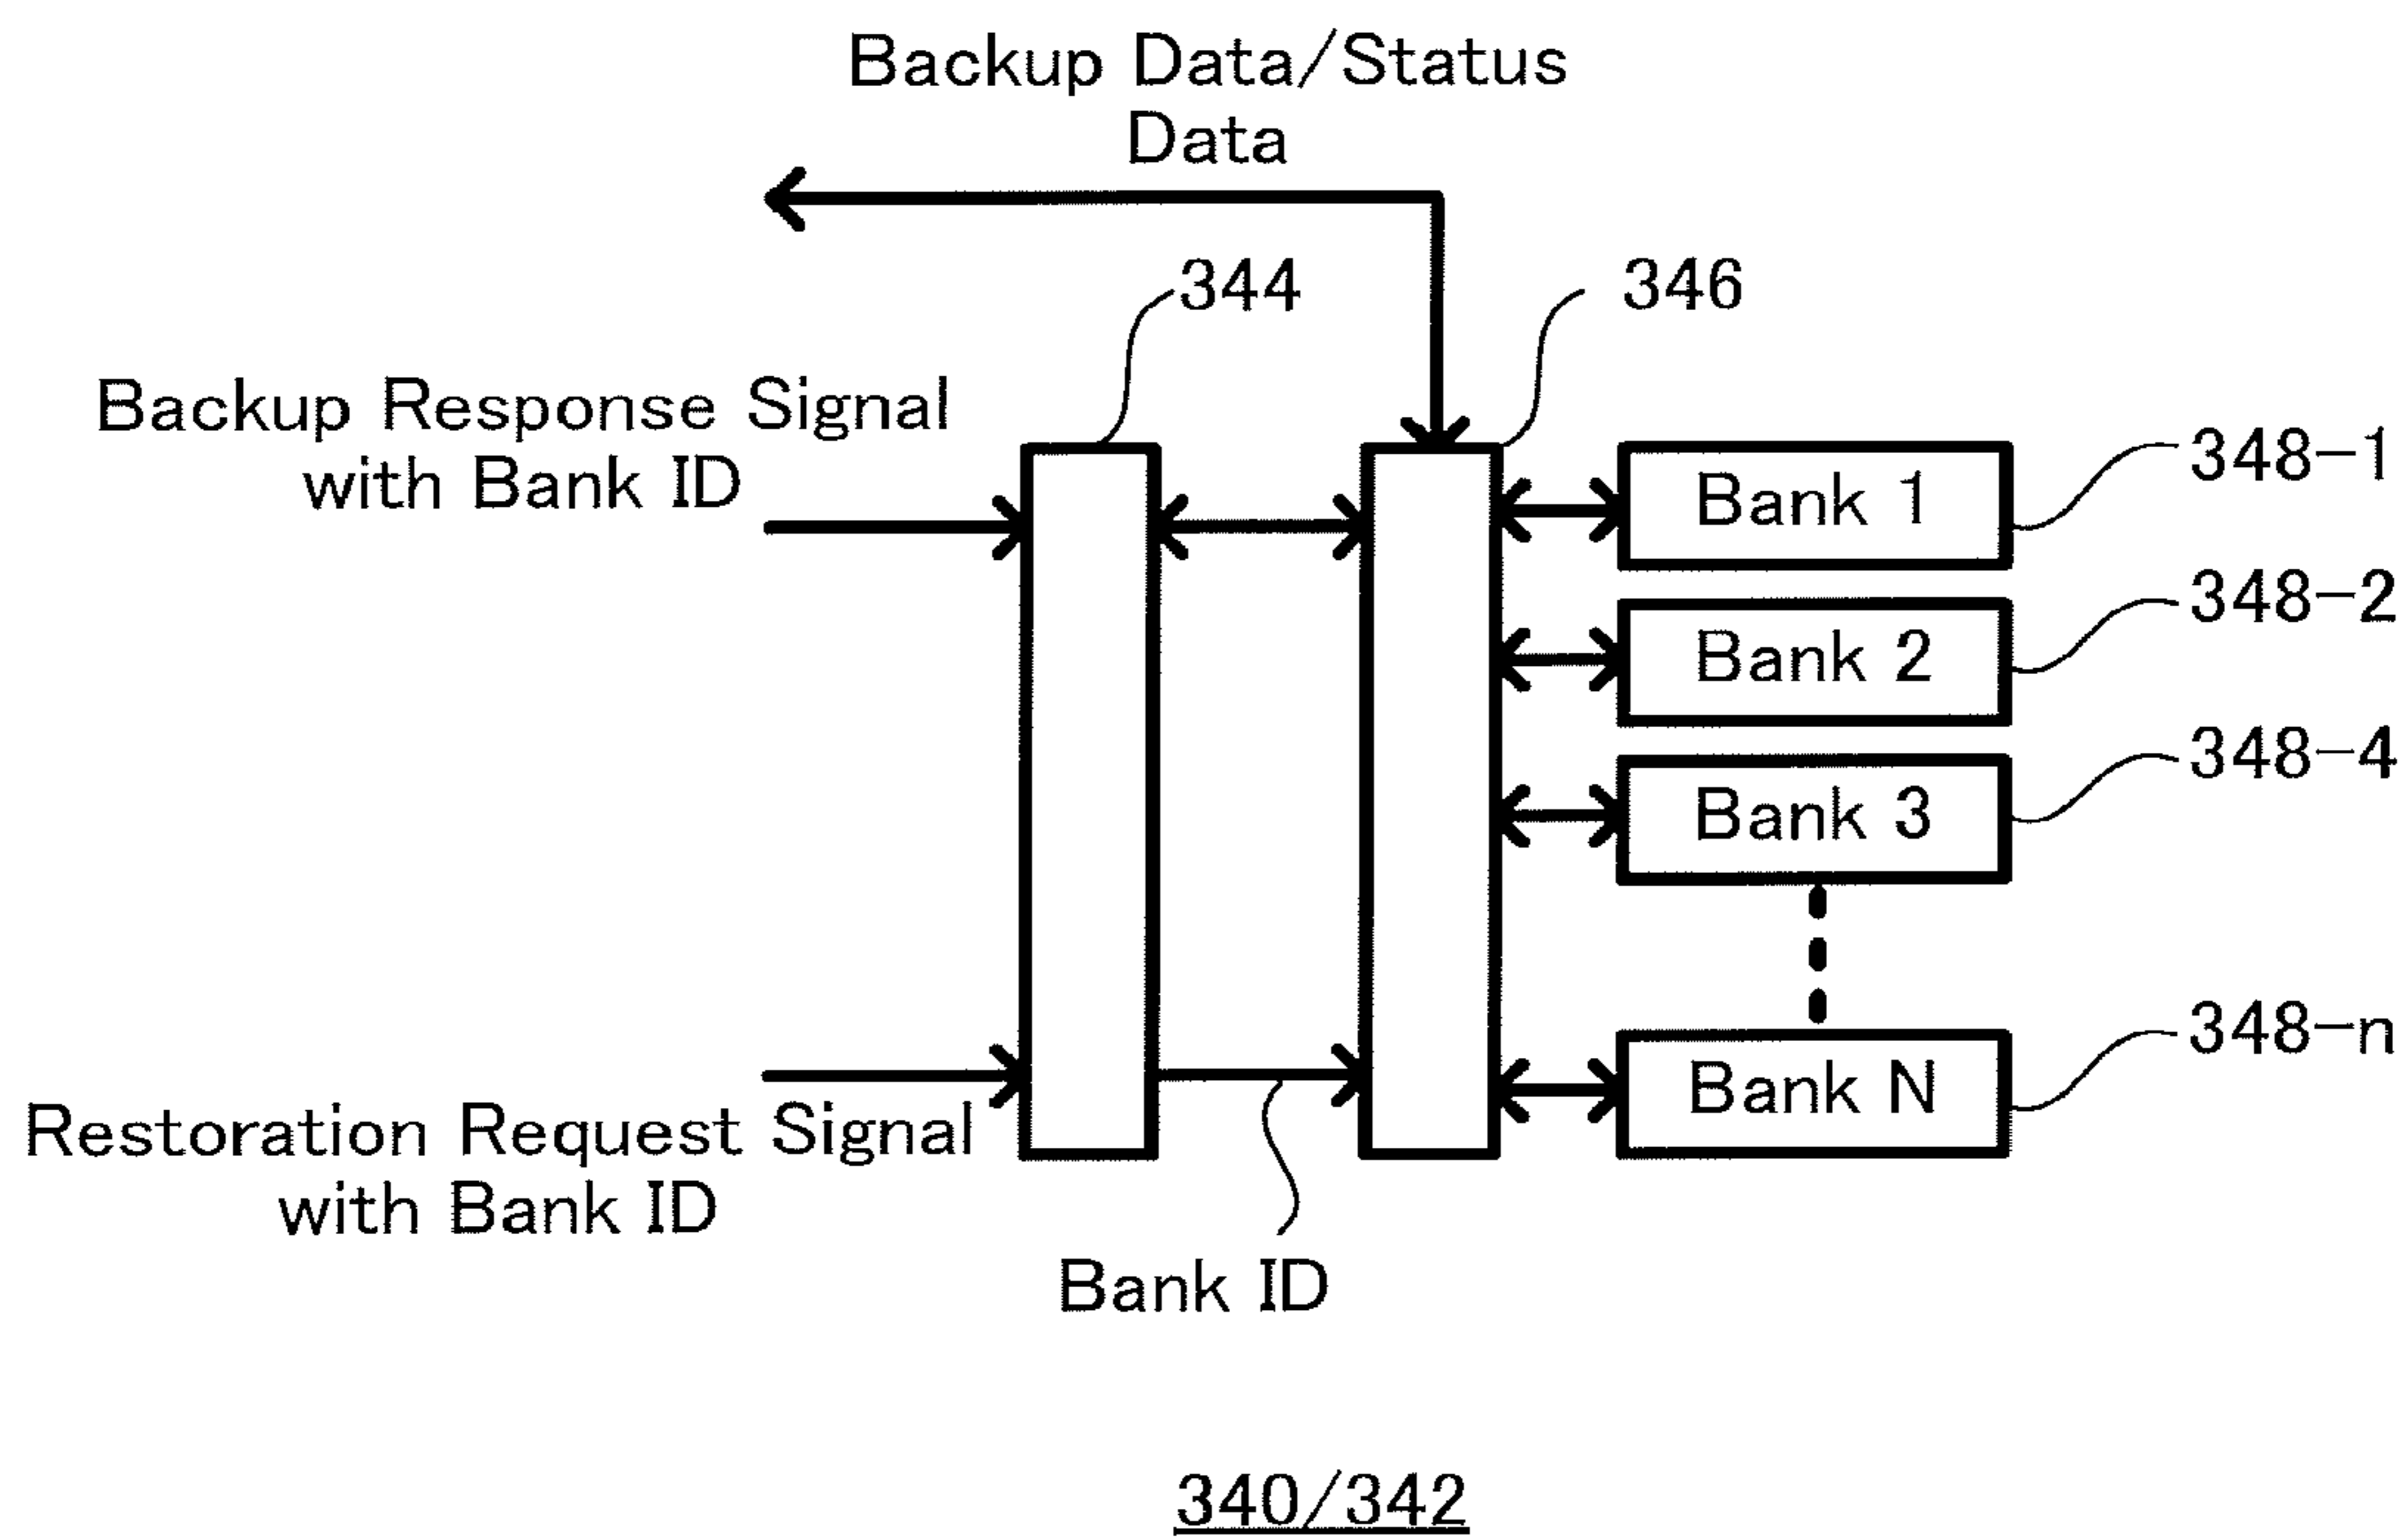 Backup Data/Status
Data
344
346
Backup Response Signal
with Bank ID
Bank 1
348-1
Bank 2
348-2
Bank 3
348-4
Bank N
348-n
Restoration Request Signal
with Bank ID
Bank ID
340/342